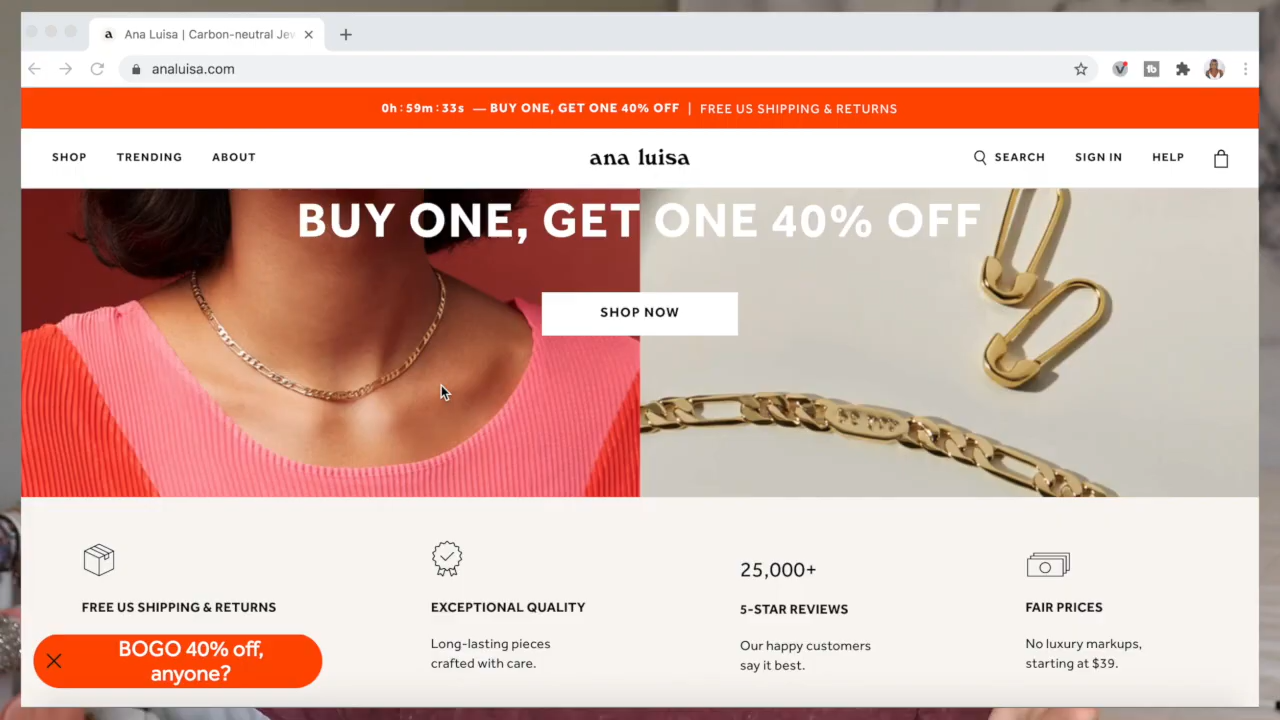 a Ana Luisa | Carbon-neutral Jew
analuisa.com
0h : 59m : 33s — BUY ONE, GET ONE 40% OFF | FREE US SHIPPING & RETURNS
SHOP TRENDING ABOUT ana luisa SEARCH SIGN IN HELP
BUY ONE, GET ONE 40% OFF
SHOP NOW
25,000+
FREE US SHIPPING & RETURNS EXCEPTIONAL QUALITY 5-STAR REVIEWS FAIR PRICES
Long-lasting pieces Our happy customers No luxury markups,
crafted with care. say it best. starting at $39.
BOGO 40% off,
anyone?